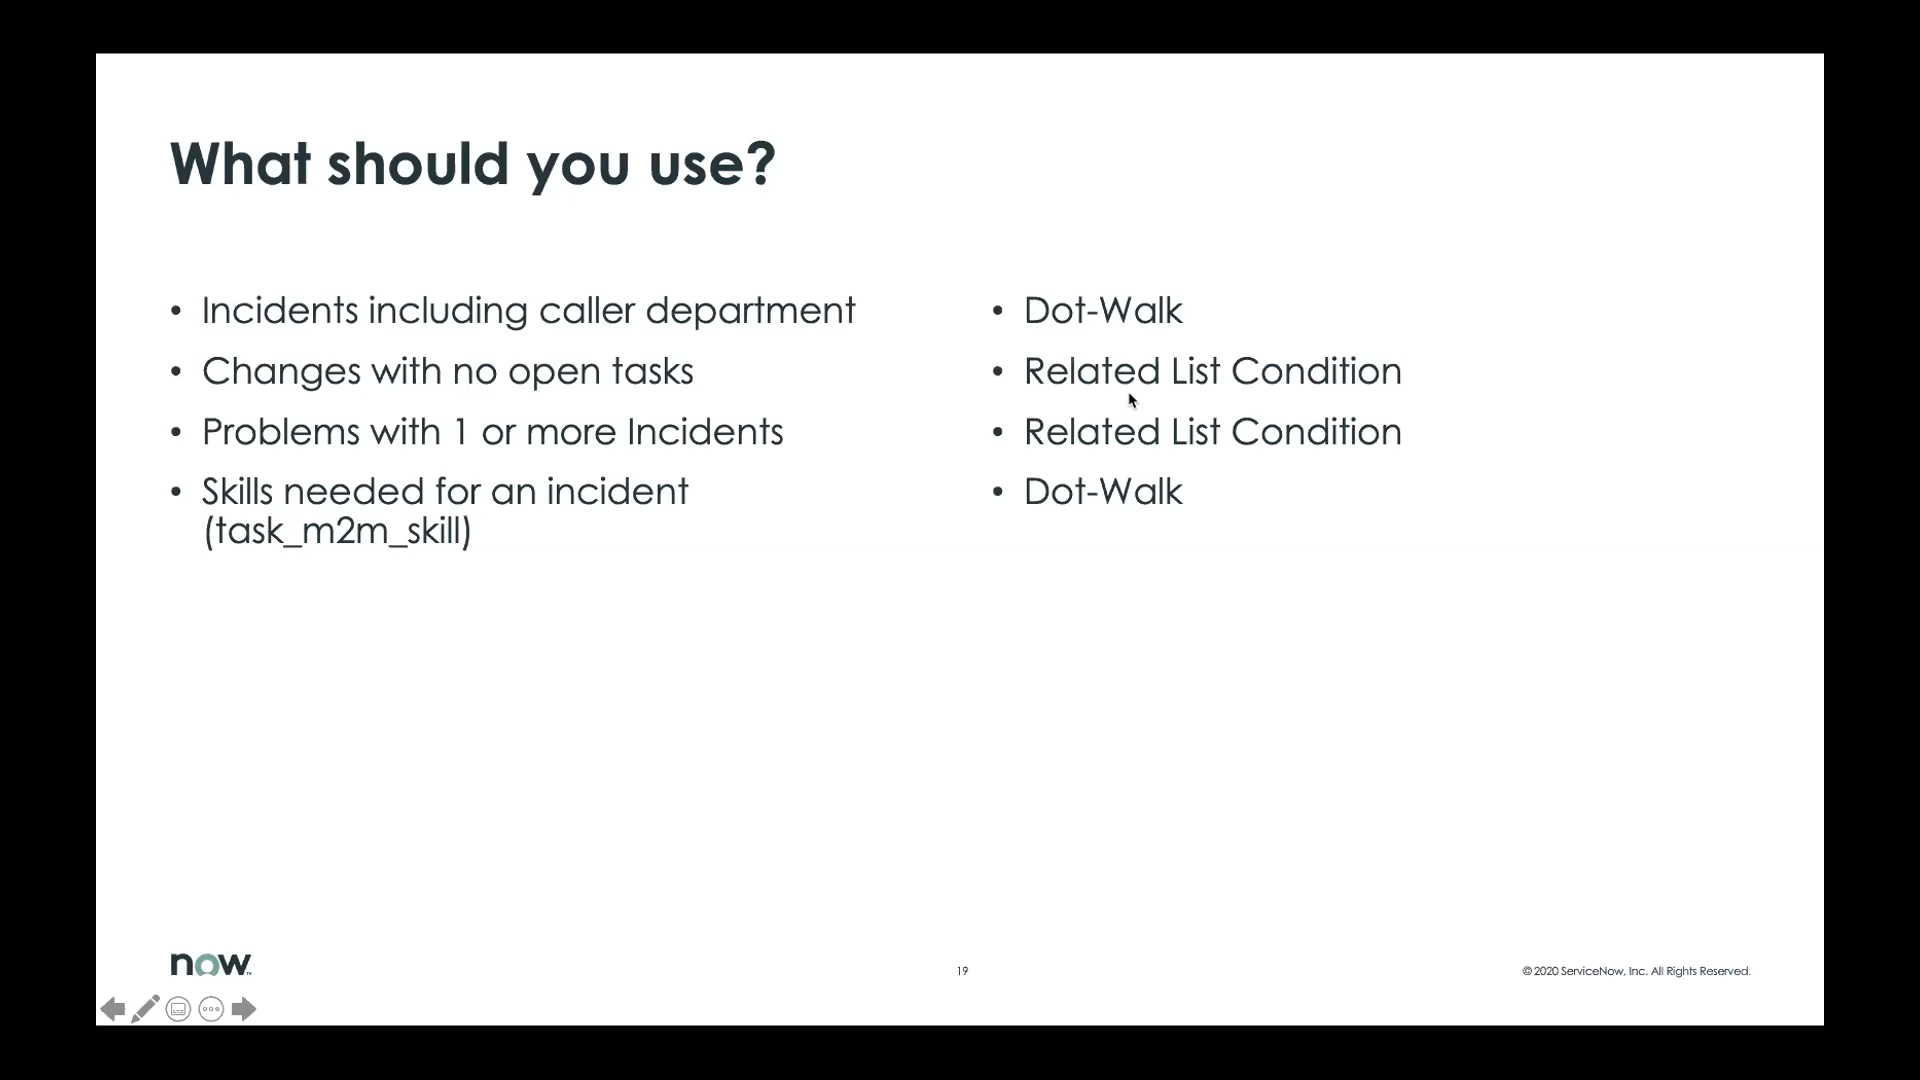 What should you use?
• Incidents including caller department
• Changes with no open tasks
• Problems with 1 or more Incidents
• Skills needed for an incident
(task_m2m_skill)
• Dot-Walk
• Related List Condition
• Related List Condition
• Dot-Walk
now
19
© 2020 ServiceNow, Inc. All Rights Reserved.